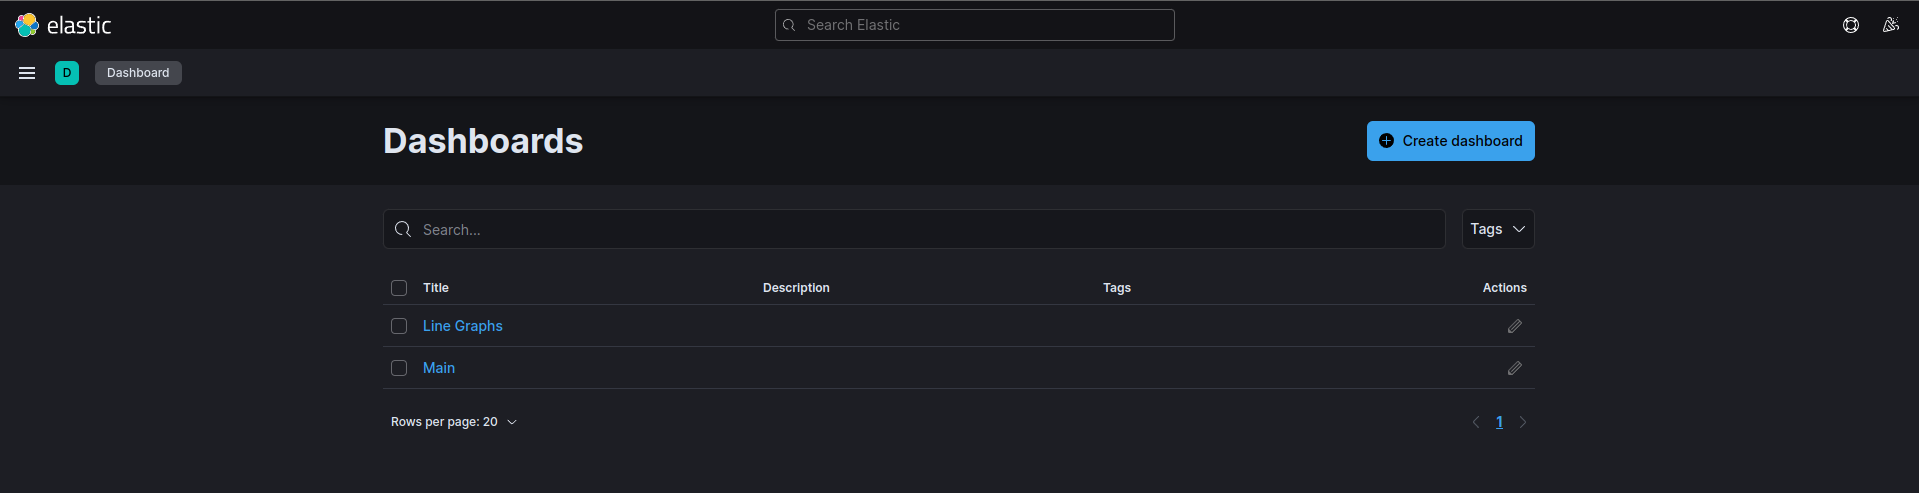 elastic
Search Elastic
D
Dashboard
Dashboards
Create dashboard
Search...
Tags
Title Description Tags Actions
Line Graphs
Main
Rows per page: 20
1